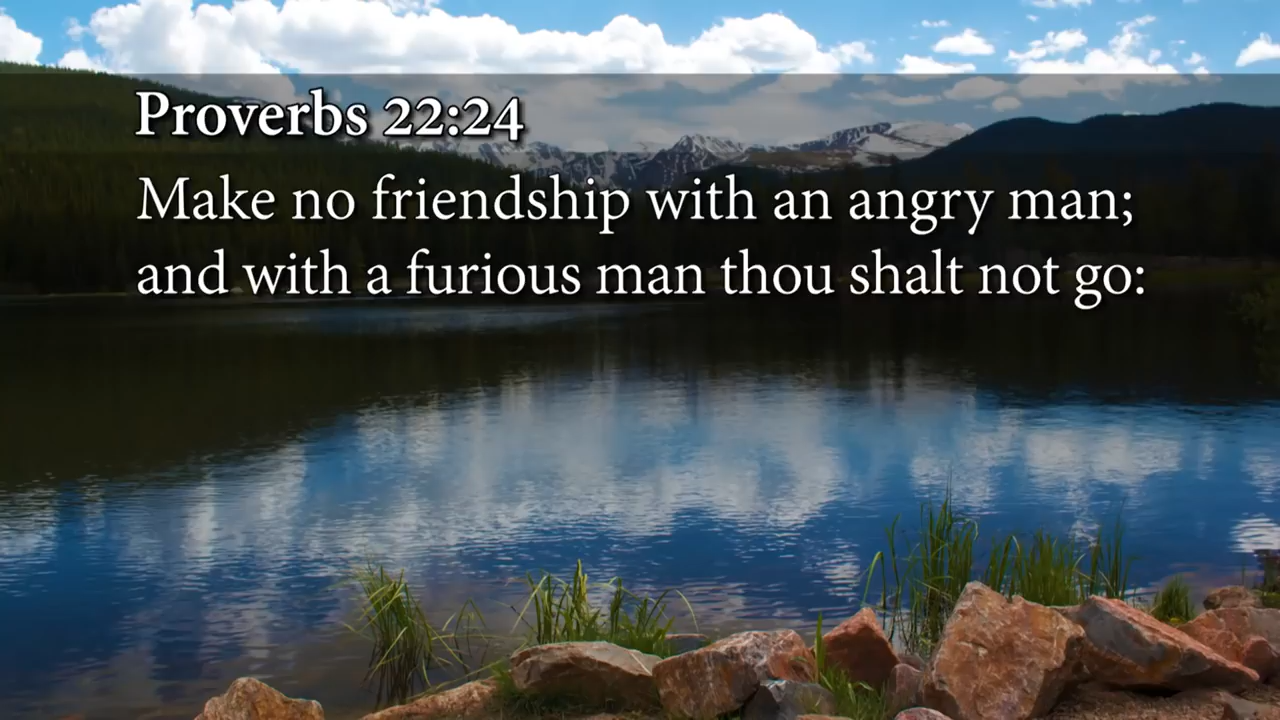 Proverbs 22:24
Make no friendship with an angry man;
and with a furious man thou shalt not go: